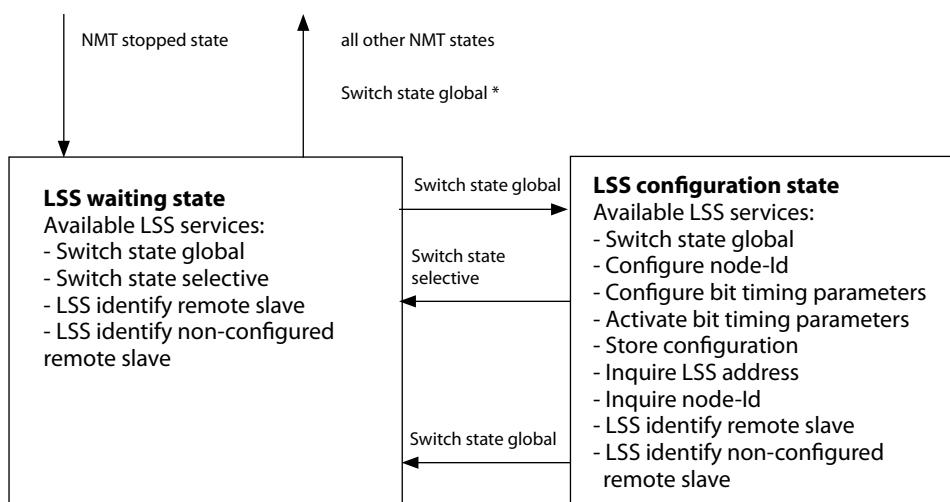 NMT stopped state
all other NMT states
Switch state global *
LSS waiting state
Available LSS services:
- Switch state global
- Switch state selective
- LSS identify remote slave
- LSS identify non-configured
remote slave
Switch state global
Switch state
selective
Switch state global
LSS configuration state
Available LSS services:
- Switch state global
- Configure node-Id
- Configure bit timing parameters
- Activate bit timing parameters
- Store configuration
- Inquire LSS address
- Inquire node-Id
- LSS identify remote slave
- LSS identify non-configured
remote slave